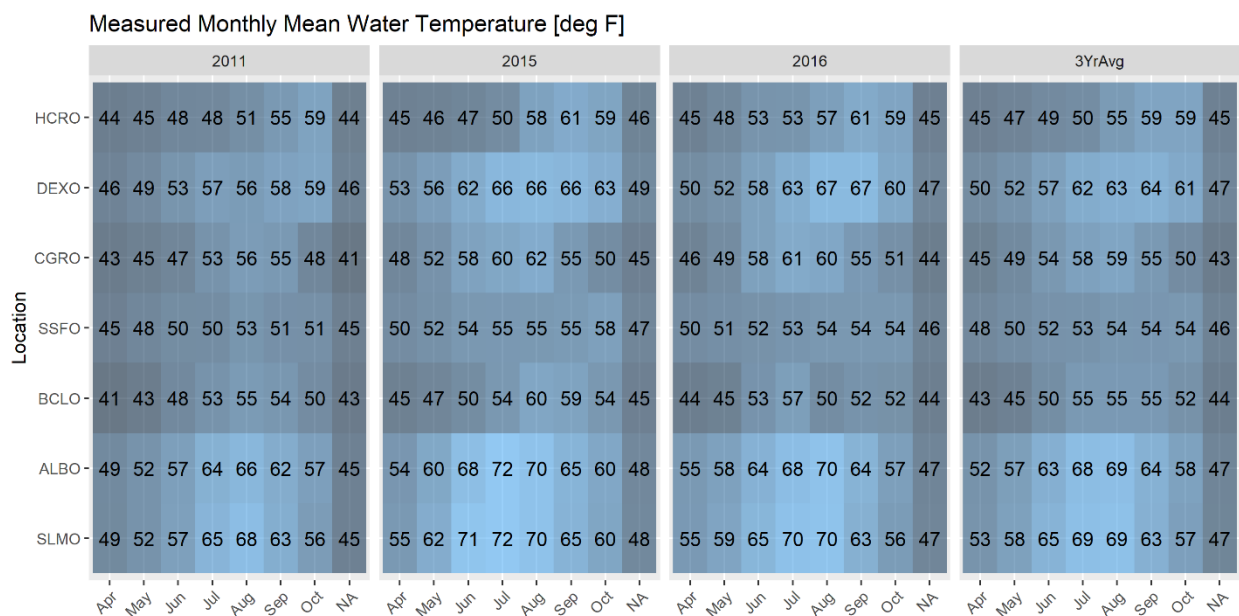 Measured Monthly Mean Water Temperature [deg F]
2011 2015 2016 3YrAvg
HCRO 44 45 48 48 51 55 59 44 45 46 47 50 58 61 59 46 45 48 53 53 57 61 59 45 45 47 49 50 55 59 59 45
DEXO 46 49 53 57 56 58 59 46 53 56 62 66 66 66 63 49 50 52 58 63 67 67 60 47 50 52 57 62 63 64 61 47
CGRO 43 45 47 53 56 55 48 41 48 52 58 60 62 55 50 45 46 49 58 61 60 55 51 44 45 49 54 58 59 55 50 43
SSFO 45 48 50 50 53 51 51 45 50 52 54 55 55 55 58 47 50 51 52 53 54 54 54 46 48 50 52 53 54 54 54 46
BCLO 41 43 48 53 55 54 50 43 45 47 50 54 60 59 54 45 44 45 53 57 50 52 52 44 43 45 50 55 55 55 52 44
ALBO 49 52 57 64 66 62 57 45 54 60 68 72 70 65 60 48 55 58 64 68 70 64 57 47 52 57 63 68 69 64 58 47
SLMO 49 52 57 65 68 63 56 45 55 62 71 72 70 65 60 48 55 59 65 70 70 63 56 47 53 58 65 69 69 63 57 47
Location
Apr May Jun Jul Aug Sep Oct NA Apr May Jun Jul Aug Sep Oct NA Apr May Jun Jul Aug Sep Oct NA Apr May Jun Jul Aug Sep Oct NA